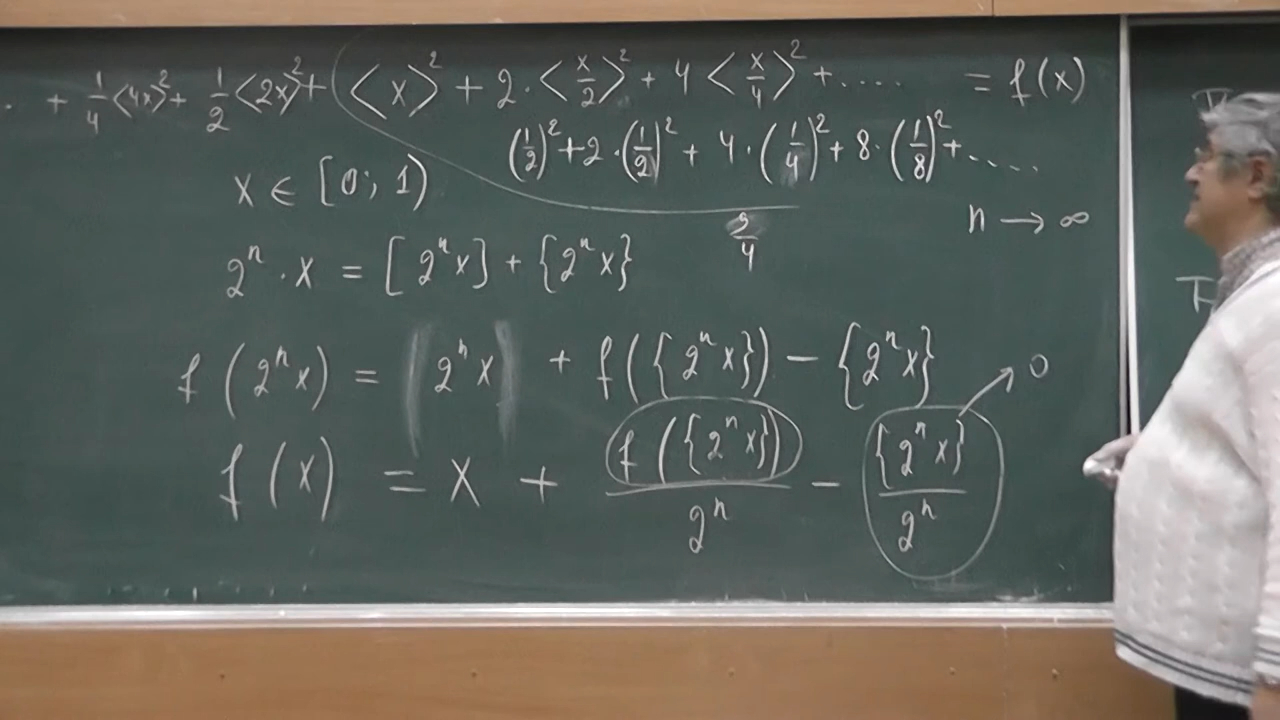 . + 1/4 <4x>² + 1/2 <2x>² + <x>² + 2·<x/2>² + 4 <x/4>² + ..... = f(x)
(1/2)² + 2·(1/2)² + 4·(1/4)² + 8·(1/8)² + .....
x ∈ [0; 1)
n → ∞
2ⁿ · x = [2ⁿx] + {2ⁿx}
f(2ⁿx) = 2ⁿx + f({2ⁿx}) − {2ⁿx}
→ 0
f(x) = x + f({2ⁿx})/2ⁿ − {2ⁿx}/2ⁿ